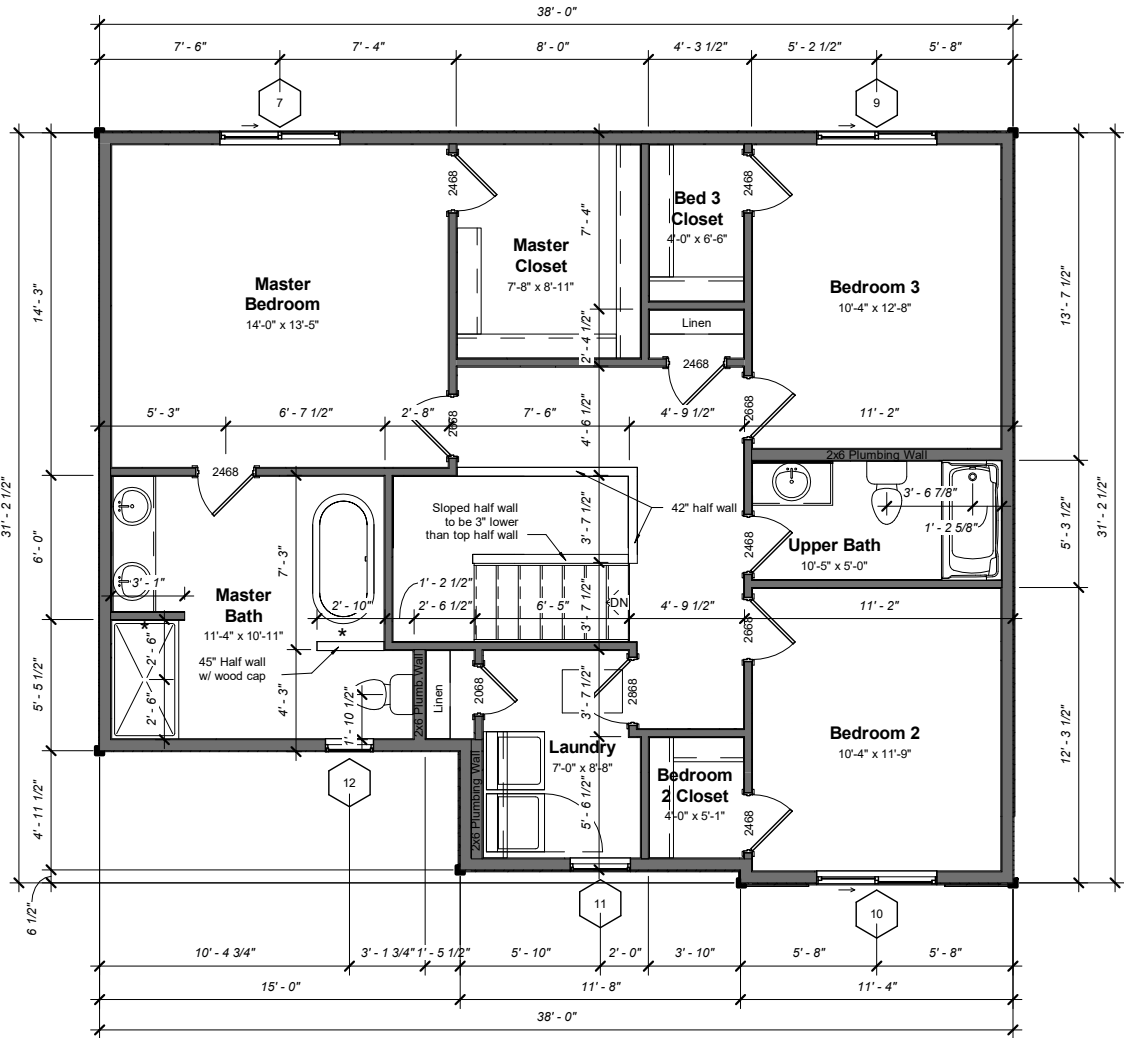 38' - 0"
7' - 6"
7' - 4"
8' - 0"
4' - 3 1/2"
5' - 2 1/2"
5' - 8"
7
9
2468
2468
Bed 3
Closet
4'-0" x 6'-6"
7' - 4"
Master
Closet
7'-8" x 8'-11"
Master
Bedroom
14'-0" x 13'-5"
Bedroom 3
10'-4" x 12'-8"
14' - 3"
13' - 7 1/2"
Linen
2' - 4 1/2"
2468
5' - 3"
6' - 7 1/2"
2' - 8"
2668
7' - 6"
4' - 6 1/2"
4' - 9 1/2"
2668
11' - 2"
2x6 Plumbing Wall
2468
31' - 2 1/2"
3' - 6 7/8"
Sloped half wall
to be 3" lower
than top half wall
42" half wall
3' - 7 1/2"
1' - 2 5/8"
5' - 3 1/2"
31' - 2 1/2"
2468
Upper Bath
10'-5" x 5'-0"
6' - 0"
7' - 3"
3' - 1"
1' - 2 1/2"
Master
Bath
11'-4" x 10'-11"
2' - 10"
2' - 6 1/2"
6' - 5"
DN
3' - 7 1/2"
4' - 9 1/2"
11' - 2"
*
*
2668
2' - 6"
2' - 6"
45" Half wall
w/ wood cap
5' - 5 1/2"
4' - 3"
1' - 10 1/2"
2x6 Plumb. Wall
Linen
2068
3' - 7 1/2"
2868
Bedroom 2
10'-4" x 11'-9"
12' - 3 1/2"
Laundry
7'-0" x 8'-8"
Bedroom
2 Closet
4'-0" x 5'-1"
12
2x6 Plumbing Wall
5' - 6 1/2"
2468
4' - 11 1/2"
6 1/2"
11
10
10' - 4 3/4"
3' - 1 3/4"
1' - 5 1/2"
5' - 10"
2' - 0"
3' - 10"
5' - 8"
5' - 8"
15' - 0"
11' - 8"
11' - 4"
38' - 0"